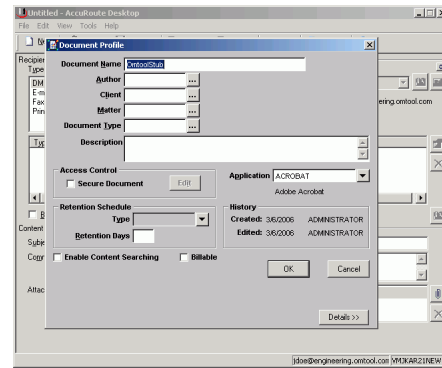 Untitled - AccuRoute Desktop
File Edit View Tools Help
Document Profile
Document Name OmtoolStub
Author ...
Client ...
Matter ...
Document Type ...
Description
Access Control
Secure Document Edit
Application ACROBAT
Adobe Acrobat
Retention Schedule
Type
Retention Days
History
Created: 3/6/2006 ADMINISTRATOR
Edited: 3/6/2006 ADMINISTRATOR
Enable Content Searching Billable
OK Cancel
Details >>
Recipien
Type
DM
E-m
Fax
Prin
ering.omtool.com
Typ
Content
Subje
Attac
jdoe@engineering.omtool.com VMJKAR21NEW